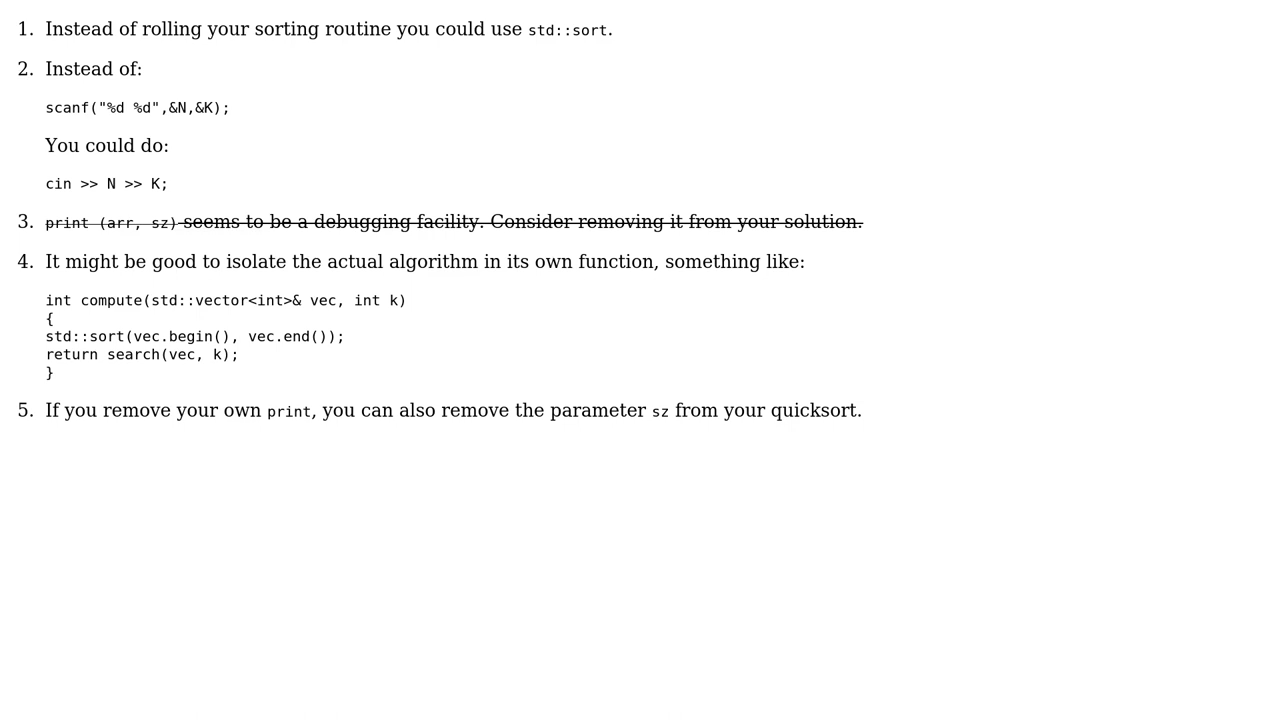 1. Instead of rolling your sorting routine you could use std::sort.
2. Instead of:
scanf("%d %d",&N,&K);
You could do:
cin >> N >> K;
3. print (arr, sz) seems to be a debugging facility. Consider removing it from your solution.
4. It might be good to isolate the actual algorithm in its own function, something like:
int compute(std::vector<int>& vec, int k)
{
std::sort(vec.begin(), vec.end());
return search(vec, k);
}
5. If you remove your own print, you can also remove the parameter sz from your quicksort.